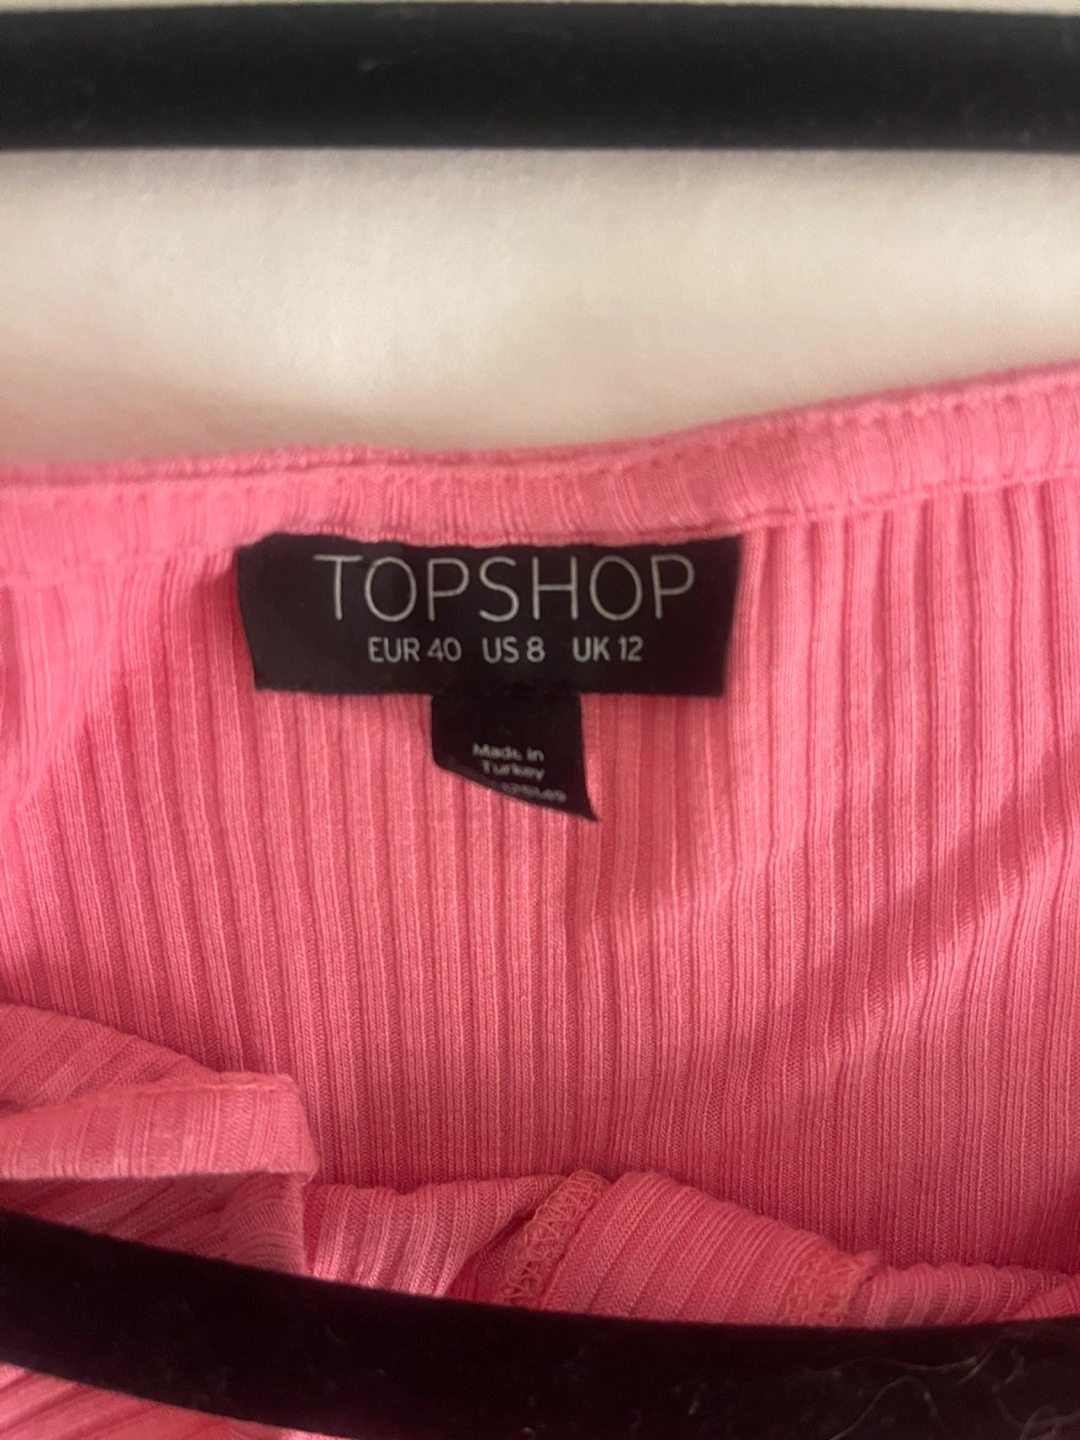 TOPSHOP
EUR 40 US 8 UK 12
Made in
Turkey